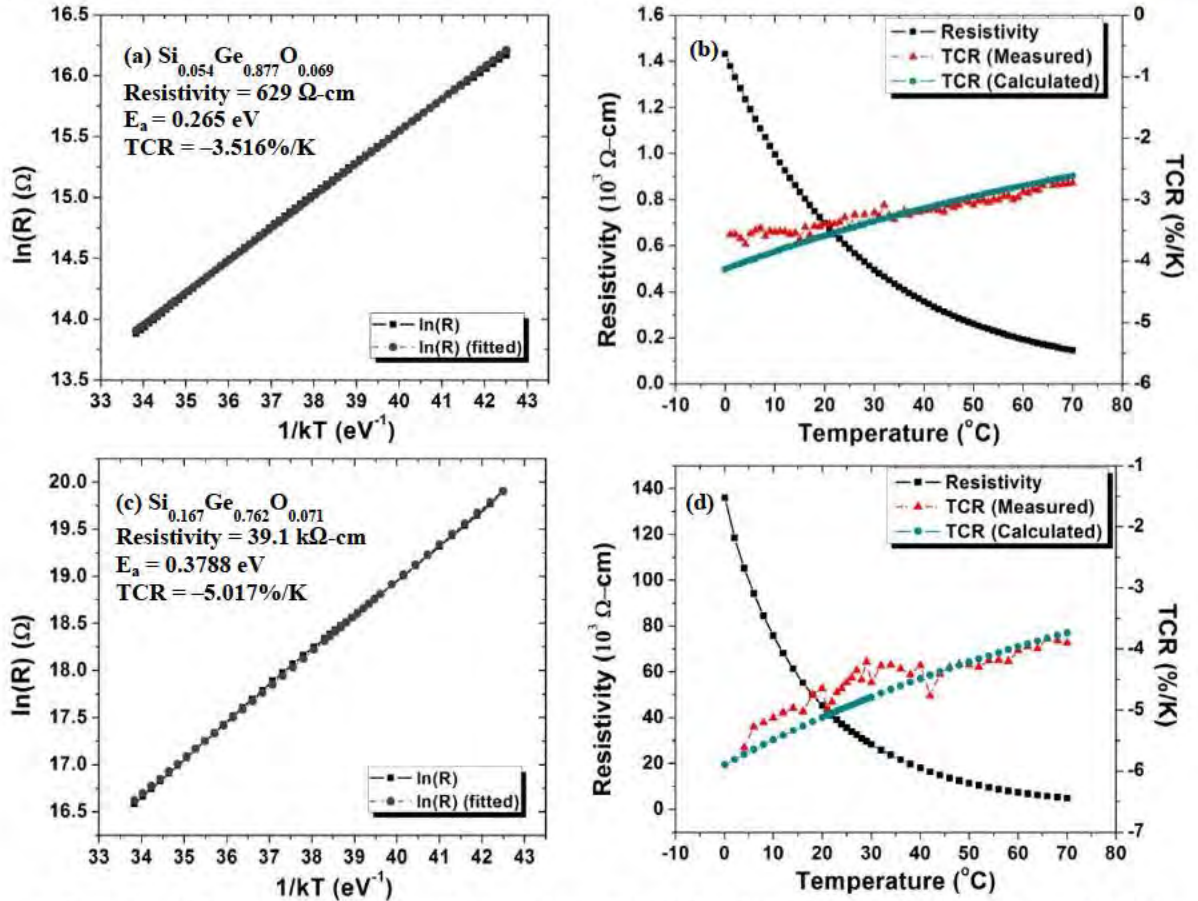 (a) Si0.054Ge0.877O0.069
Resistivity = 629 Ω-cm
Ea = 0.265 eV
TCR = –3.516%/K
ln(R) (Ω)
16.5
16.0
15.5
15.0
14.5
14.0
13.5
ln(R)
ln(R) (fitted)
33 34 35 36 37 38 39 40 41 42 43
1/kT (eV-1)
(b)
Resistivity
TCR (Measured)
TCR (Calculated)
Resistivity (103 Ω–cm)
1.6
1.4
1.2
1.0
0.8
0.6
0.4
0.2
0.0
TCR (%/K)
0
-1
-2
-3
-4
-5
-6
-10 0 10 20 30 40 50 60 70 80
Temperature (oC)
(c) Si0.167Ge0.762O0.071
Resistivity = 39.1 kΩ-cm
Ea = 0.3788 eV
TCR = –5.017%/K
ln(R) (Ω)
20.0
19.5
19.0
18.5
18.0
17.5
17.0
16.5
ln(R)
ln(R) (fitted)
33 34 35 36 37 38 39 40 41 42 43
1/kT (eV-1)
(d)
Resistivity
TCR (Measured)
TCR (Calculated)
Resistivity (103 Ω–cm)
140
120
100
80
60
40
20
0
TCR (%/K)
-1
-2
-3
-4
-5
-6
-7
-10 0 10 20 30 40 50 60 70 80
Temperature (oC)